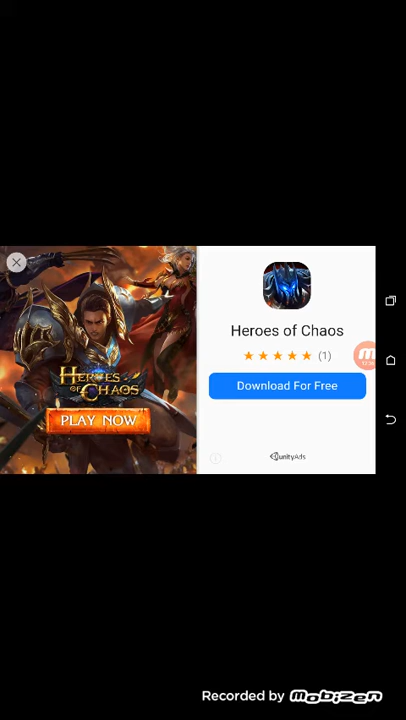 HEROES
OF CHAOS
PLAY NOW
Heroes of Chaos
(1)
Download For Free
unityAds
Recorded by MOBIZEN